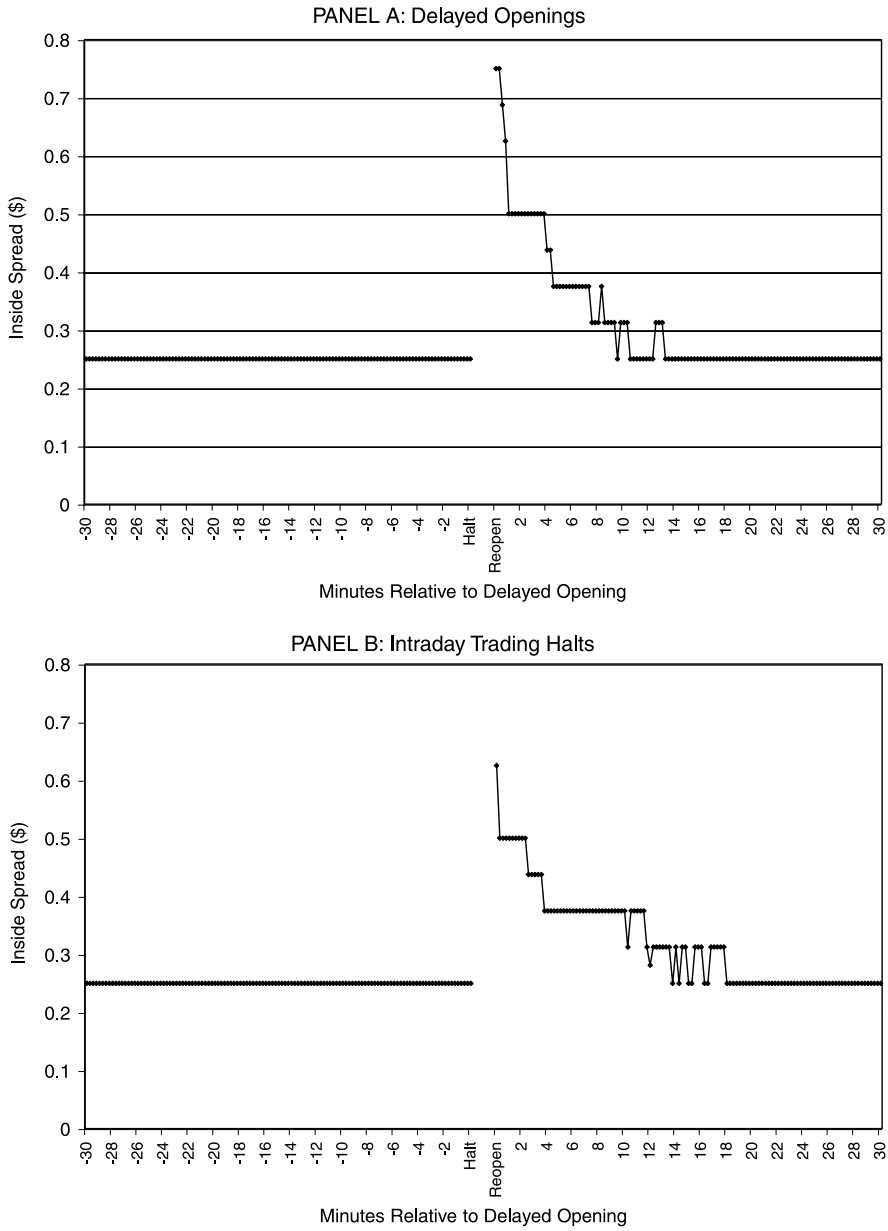 PANEL A: Delayed Openings
Inside Spread ($)
0.8
0.7
0.6
0.5
0.4
0.3
0.2
0.1
0
-30 -28 -26 -24 -22 -20 -18 -16 -14 -12 -10 -8 -6 -4 -2 Halt Reopen 2 4 6 8 10 12 14 16 18 20 22 24 26 28 30
Minutes Relative to Delayed Opening
PANEL B: Intraday Trading Halts
Inside Spread ($)
0.8
0.7
0.6
0.5
0.4
0.3
0.2
0.1
0
-30 -28 -26 -24 -22 -20 -18 -16 -14 -12 -10 -8 -6 -4 -2 Halt Reopen 2 4 6 8 10 12 14 16 18 20 22 24 26 28 30
Minutes Relative to Delayed Opening